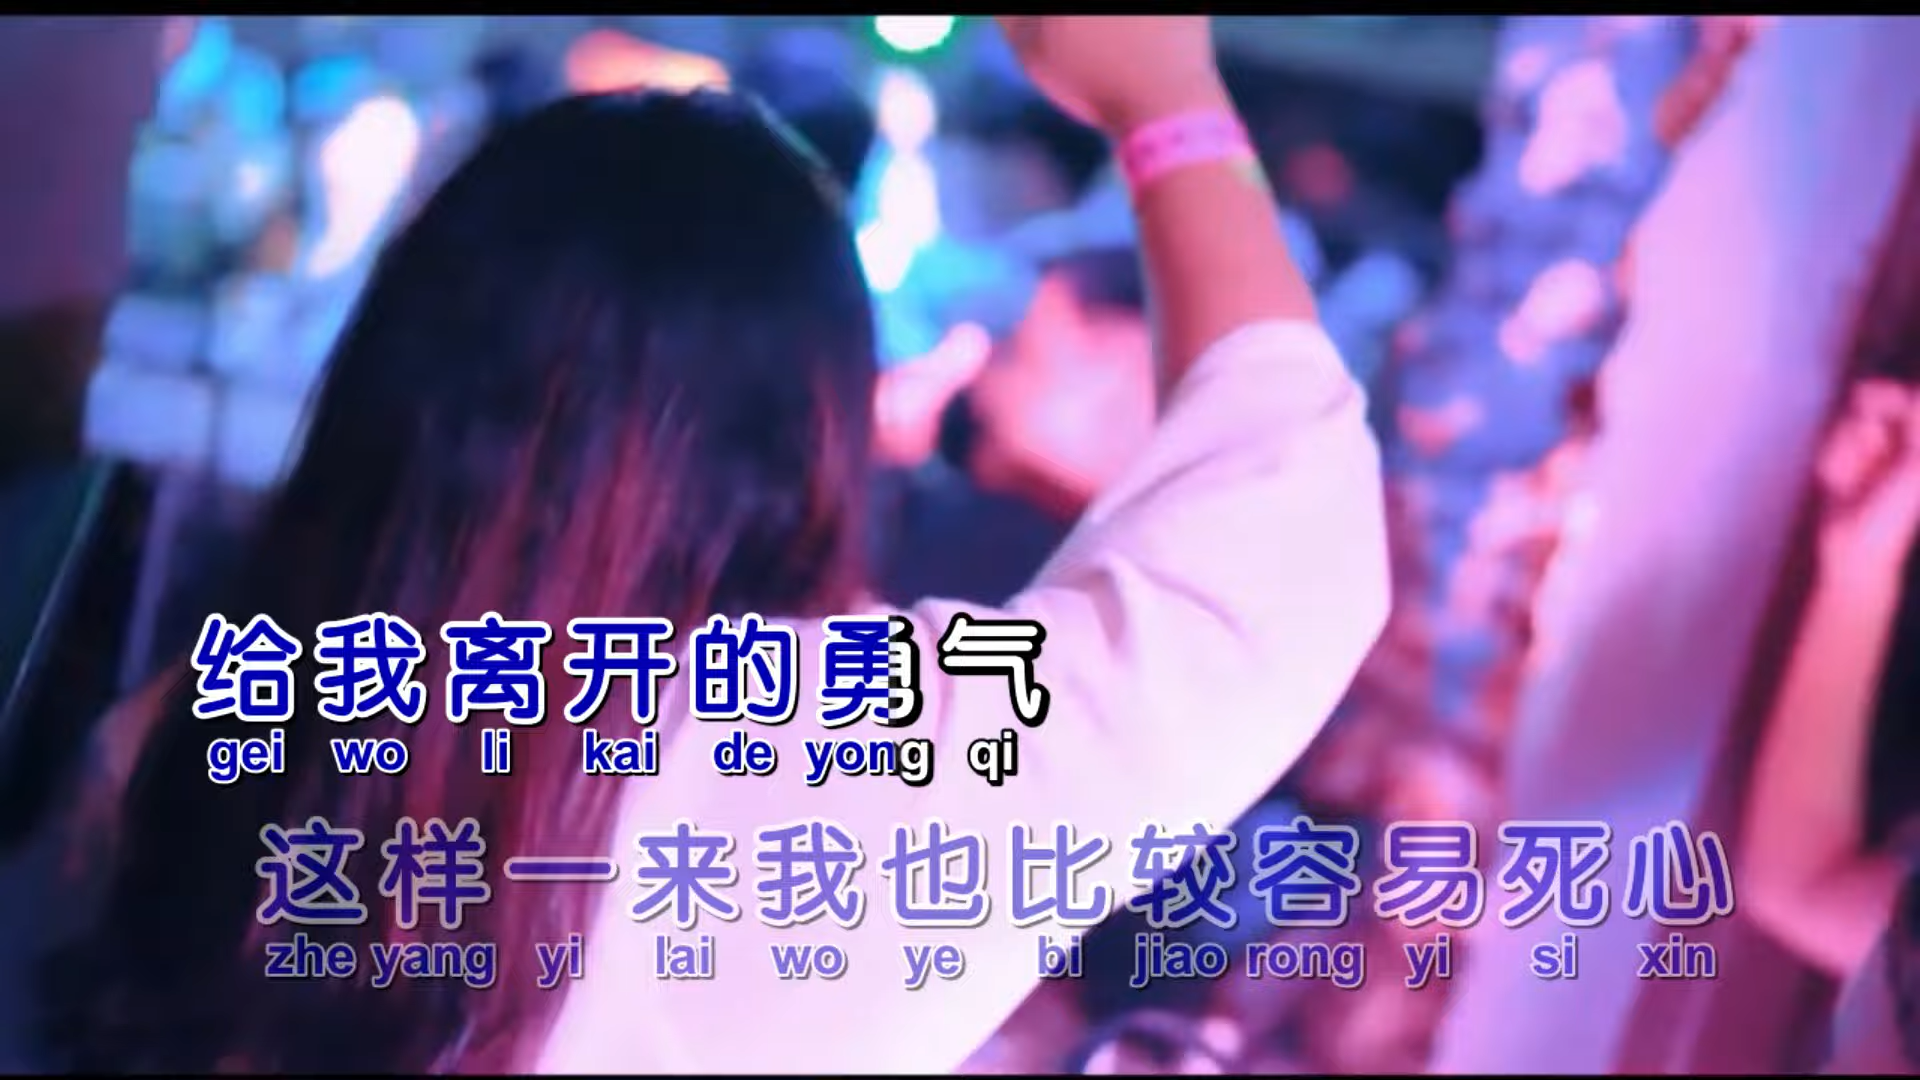 给我离开的勇气
gei wo li kai de yong qi
这样一来我也比较容易死心
zhe yang yi lai wo ye bi jiao rong yi si xin